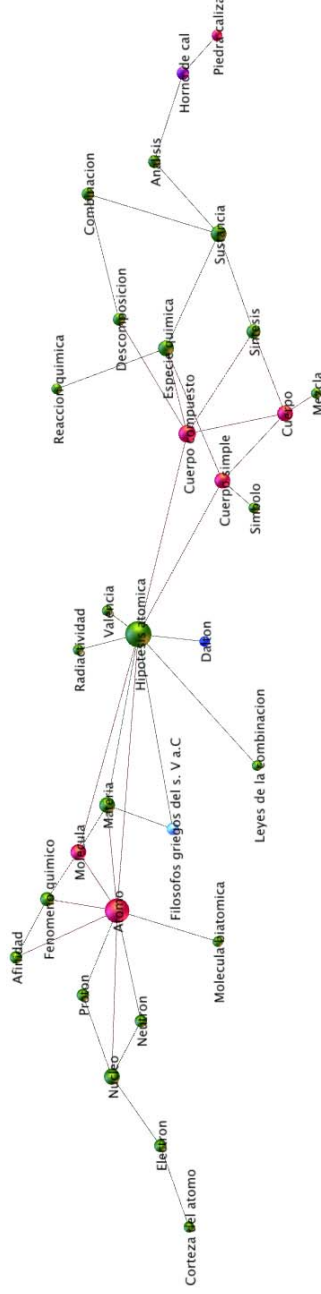 Piedra caliza
Horno de cal
Analisis
Combinacion
Sustancia
Descomposicion
Especie quimica
Sintesis
Reaccion quimica
Cuerpo compuesto
Mezcla
Cuerpo
Cuerpo simple
Simbolo
Valencia
Radiactividad
Hipotesis atomica
Dalton
Leyes de la combinacion
Materia
Molecula
Filosofos griegos del s. V a.C
Fenomeno quimico
Afinidad
Atomo
Molecula biatomica
Proton
Neutron
Nucleo
Electron
Corteza del atomo